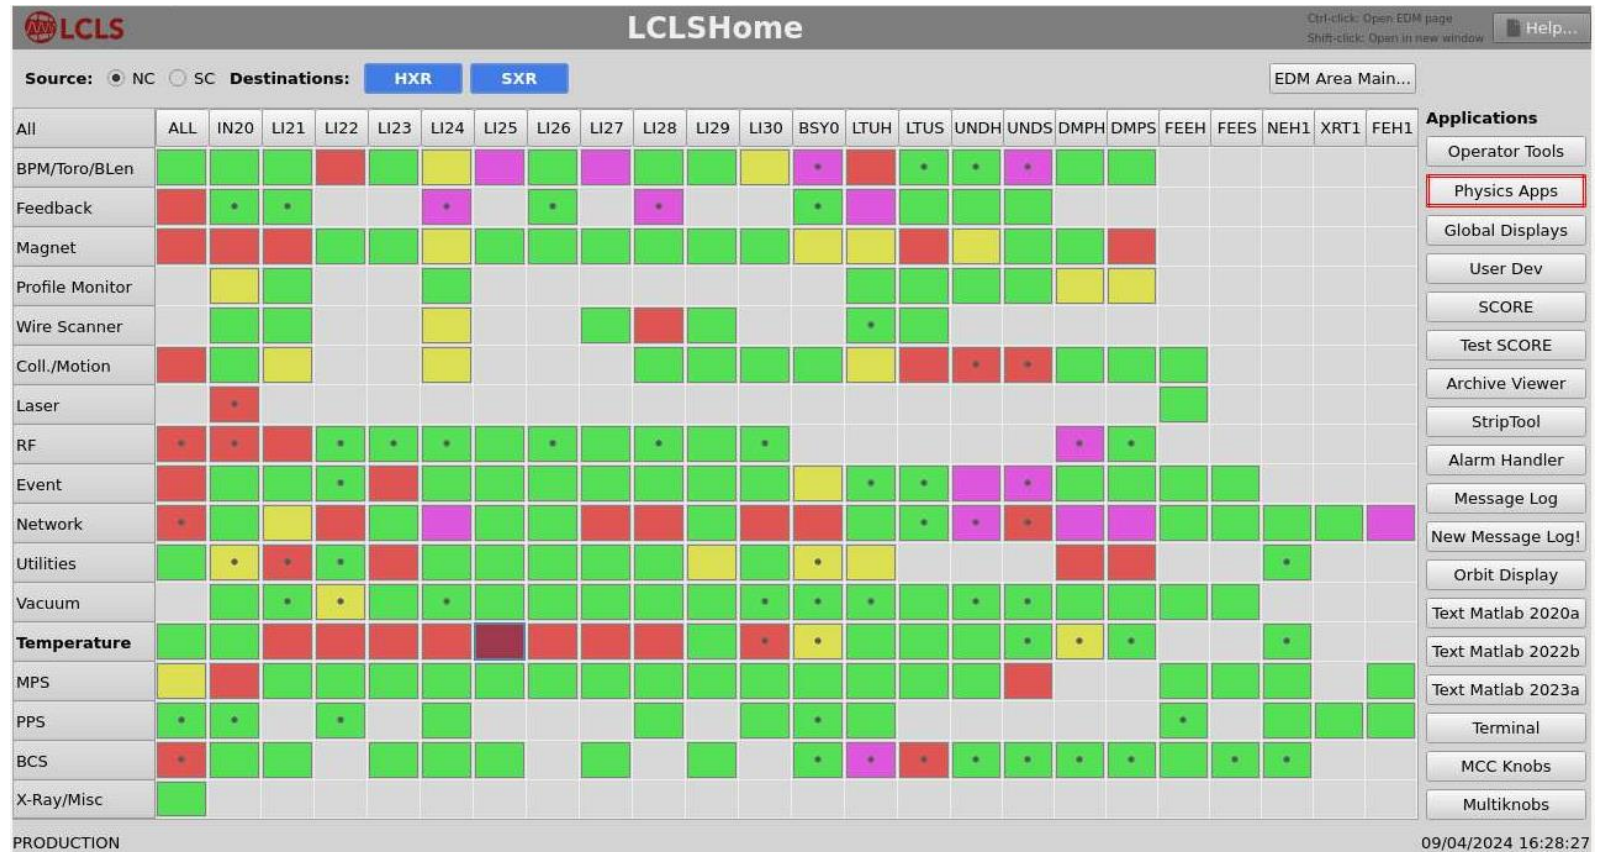 LCLS
LCLSHome
Ctrl-click: Open EDM page
Shift-click: Open in new window
Help...
Source: NC SC Destinations: HXR SXR
EDM Area Main...
All ALL IN20 LI21 LI22 LI23 LI24 LI25 LI26 LI27 LI28 LI29 LI30 BSY0 LTUH LTUS UNDH UNDS DMPH DMPS FEEH FEES NEH1 XRT1 FEH1
BPM/Toro/BLen
Feedback
Magnet
Profile Monitor
Wire Scanner
Coll./Motion
Laser
RF
Event
Network
Utilities
Vacuum
Temperature
MPS
PPS
BCS
X-Ray/Misc
Applications
Operator Tools
Physics Apps
Global Displays
User Dev
SCORE
Test SCORE
Archive Viewer
StripTool
Alarm Handler
Message Log
New Message Log!
Orbit Display
Text Matlab 2020a
Text Matlab 2022b
Text Matlab 2023a
Terminal
MCC Knobs
Multiknobs
PRODUCTION
09/04/2024 16:28:27